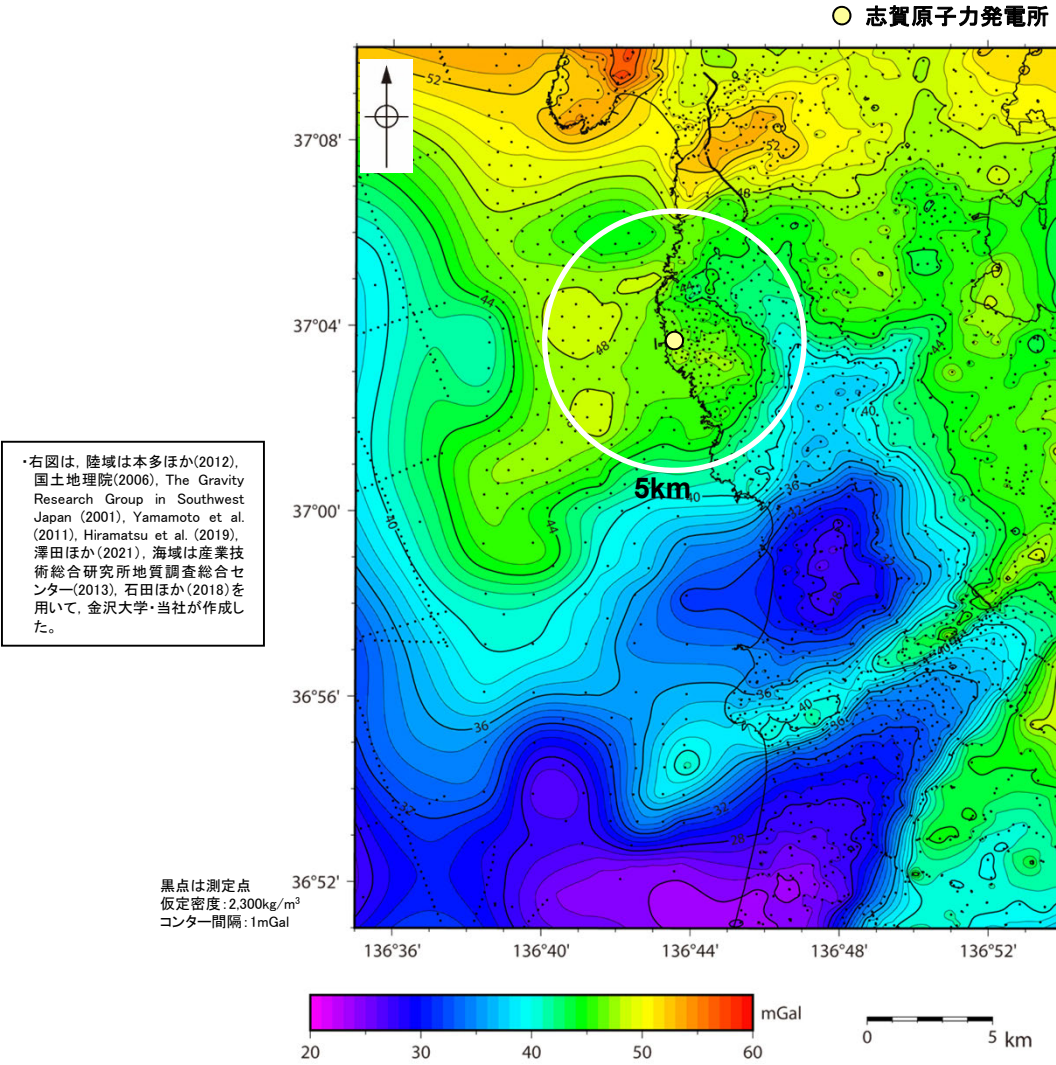 志賀原子力発電所
52
37°08'
52
48
44
44
37°04'
48
40
・右図は，陸域は本多ほか(2012)，
国土地理院(2006)，The Gravity
Research Group in Southwest
Japan (2001)，Yamamoto et al.
(2011)，Hiramatsu et al. (2019)，
澤田ほか(2021)，海域は産業技
術総合研究所地質調査総合セ
ンター(2013)，石田ほか(2018)を
用いて，金沢大学・当社が作成し
た。
5km
40
36
37°00'
40
44
32
28
36°56'
36
36
40
36
32
32
28
36°52'
黒点は測定点
仮定密度：2,300kg/m³
コンター間隔：1mGal
136°36'
136°40'
136°44'
136°48'
136°52'
mGal
20
30
40
50
60
0
5 km